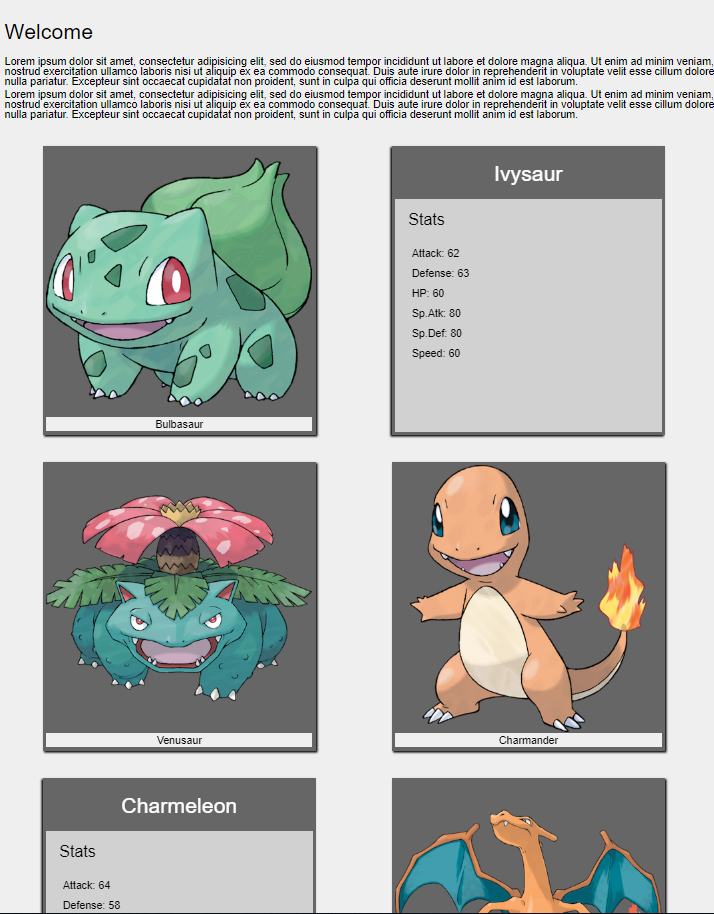 Welcome
Lorem ipsum dolor sit amet, consectetur adipisicing elit, sed do eiusmod tempor incididunt ut labore et dolore magna aliqua. Ut enim ad minim veniam,
nostrud exercitation ullamco laboris nisi ut aliquip ex ea commodo consequat. Duis aute irure dolor in reprehenderit in voluptate velit esse cillum dolore
nulla pariatur. Excepteur sint occaecat cupidatat non proident, sunt in culpa qui officia deserunt mollit anim id est laborum.
Lorem ipsum dolor sit amet, consectetur adipisicing elit, sed do eiusmod tempor incididunt ut labore et dolore magna aliqua. Ut enim ad minim veniam,
nostrud exercitation ullamco laboris nisi ut aliquip ex ea commodo consequat. Duis aute irure dolor in reprehenderit in voluptate velit esse cillum dolore
nulla pariatur. Excepteur sint occaecat cupidatat non proident, sunt in culpa qui officia deserunt mollit anim id est laborum.
Bulbasaur
Ivysaur
Stats
Attack: 62
Defense: 63
HP: 60
Sp.Atk: 80
Sp.Def: 80
Speed: 60
Venusaur
Charmander
Charmeleon
Stats
Attack: 64
Defense: 58